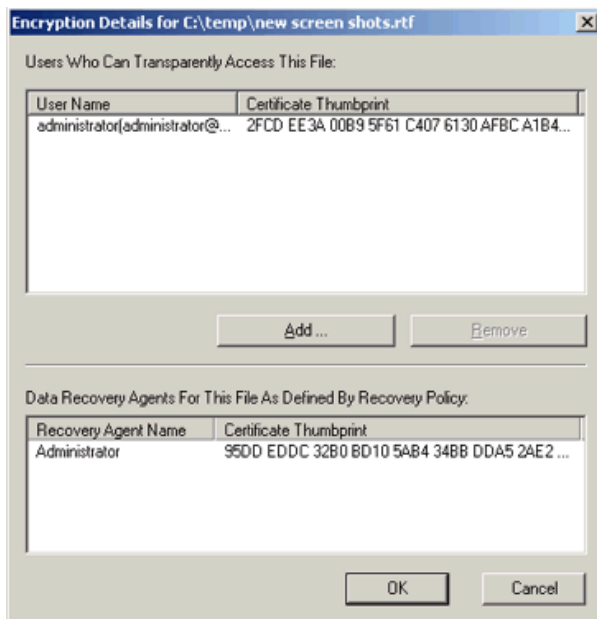 Encryption Details for C:\temp\new screen shots.rtf
Users Who Can Transparently Access This File:
User Name Certificate Thumbprint
administrator(administrator@... 2FCD EE3A 00B9 5F61 C407 6130 AFBC A1B4...
Add ... Remove
Data Recovery Agents For This File As Defined By Recovery Policy:
Recovery Agent Name Certificate Thumbprint
Administrator 95DD EDDC 32B0 BD10 5AB4 34BB DDA5 2AE2 ...
OK Cancel